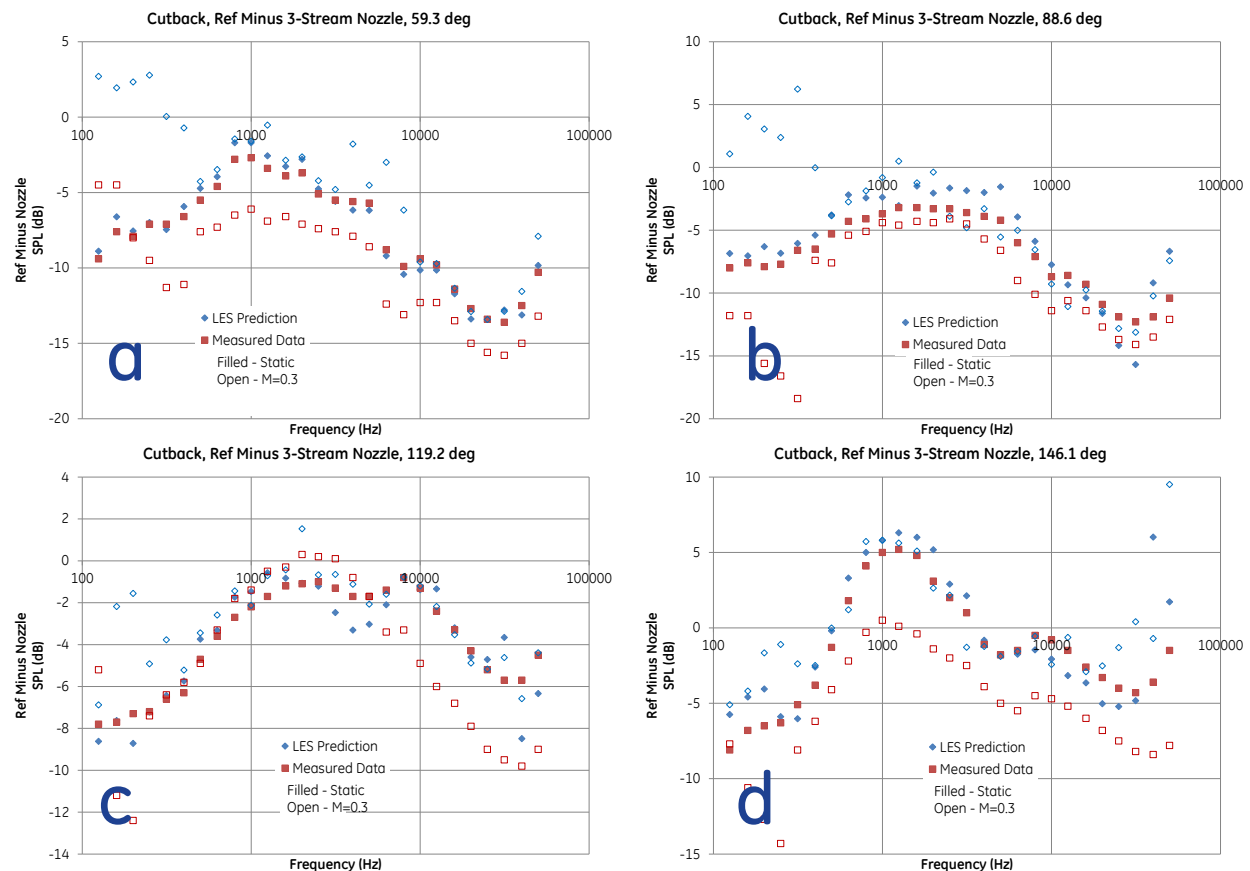 Cutback, Ref Minus 3-Stream Nozzle, 59.3 deg
5
0
-5
-10
-15
-20
100
1000
10000
100000
Ref Minus Nozzle
SPL (dB)
LES Prediction
Measured Data
Filled - Static
Open - M=0.3
a
Frequency (Hz)
Cutback, Ref Minus 3-Stream Nozzle, 88.6 deg
10
5
0
-5
-10
-15
-20
100
1000
10000
100000
Ref Minus Nozzle
SPL (dB)
LES Prediction
Measured Data
Filled - Static
Open - M=0.3
b
Frequency (Hz)
Cutback, Ref Minus 3-Stream Nozzle, 119.2 deg
4
2
0
-2
-4
-6
-8
-10
-12
-14
100
1000
10000
100000
Ref Minus Nozzle
SPL (dB)
LES Prediction
Measured Data
Filled - Static
Open - M=0.3
c
Frequency (Hz)
Cutback, Ref Minus 3-Stream Nozzle, 146.1 deg
10
5
0
-5
-10
-15
100
1000
10000
100000
Ref Minus Nozzle
SPL (dB)
LES Prediction
Measured Data
Filled - Static
Open - M=0.3
d
Frequency (Hz)